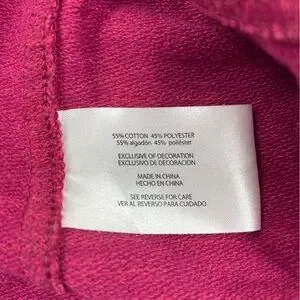 55% COTTON 45% POLYESTER
55% algodón 45% poliéster
EXCLUSIVE OF DECORATION
EXCLUSIVO DE DECORACION
MADE IN CHINA
HECHO EN CHINA
SEE REVERSE FOR CARE
VER AL REVERSO PARA CUIDADO